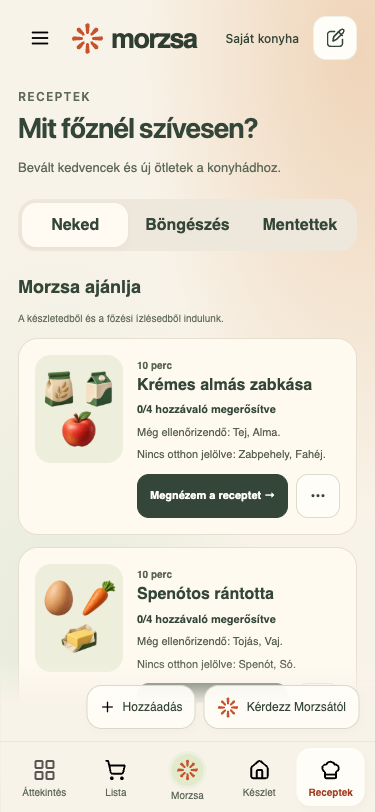 morzsa
Saját konyha
RECEPTEK
Mit főznél szívesen?
Bevált kedvencek és új ötletek a konyhádhoz.
Neked
Böngészés
Mentettek
Morzsa ajánlja
A készletedből és a főzési ízlésedből indulunk.
10 perc
Krémes almás zabkása
0/4 hozzávaló megerősítve
Még ellenőrizendő: Tej, Alma.
Nincs otthon jelölve: Zabpehely, Fahéj.
Megnézem a receptet →
10 perc
Spenótos rántotta
0/4 hozzávaló megerősítve
Még ellenőrizendő: Tojás, Vaj.
Nincs otthon jelölve: Spenót, Só.
Hozzáadás
Kérdezz Morzsától
Áttekintés
Lista
Morzsa
Készlet
Receptek